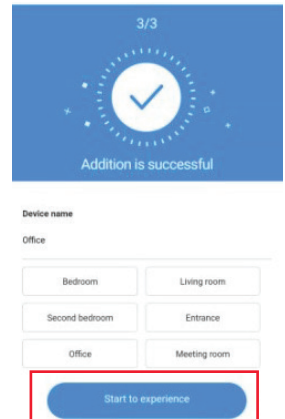 3/3
Addition is successful
Device name
Office
Bedroom
Living room
Second bedroom
Entrance
Office
Meeting room
Start to experience